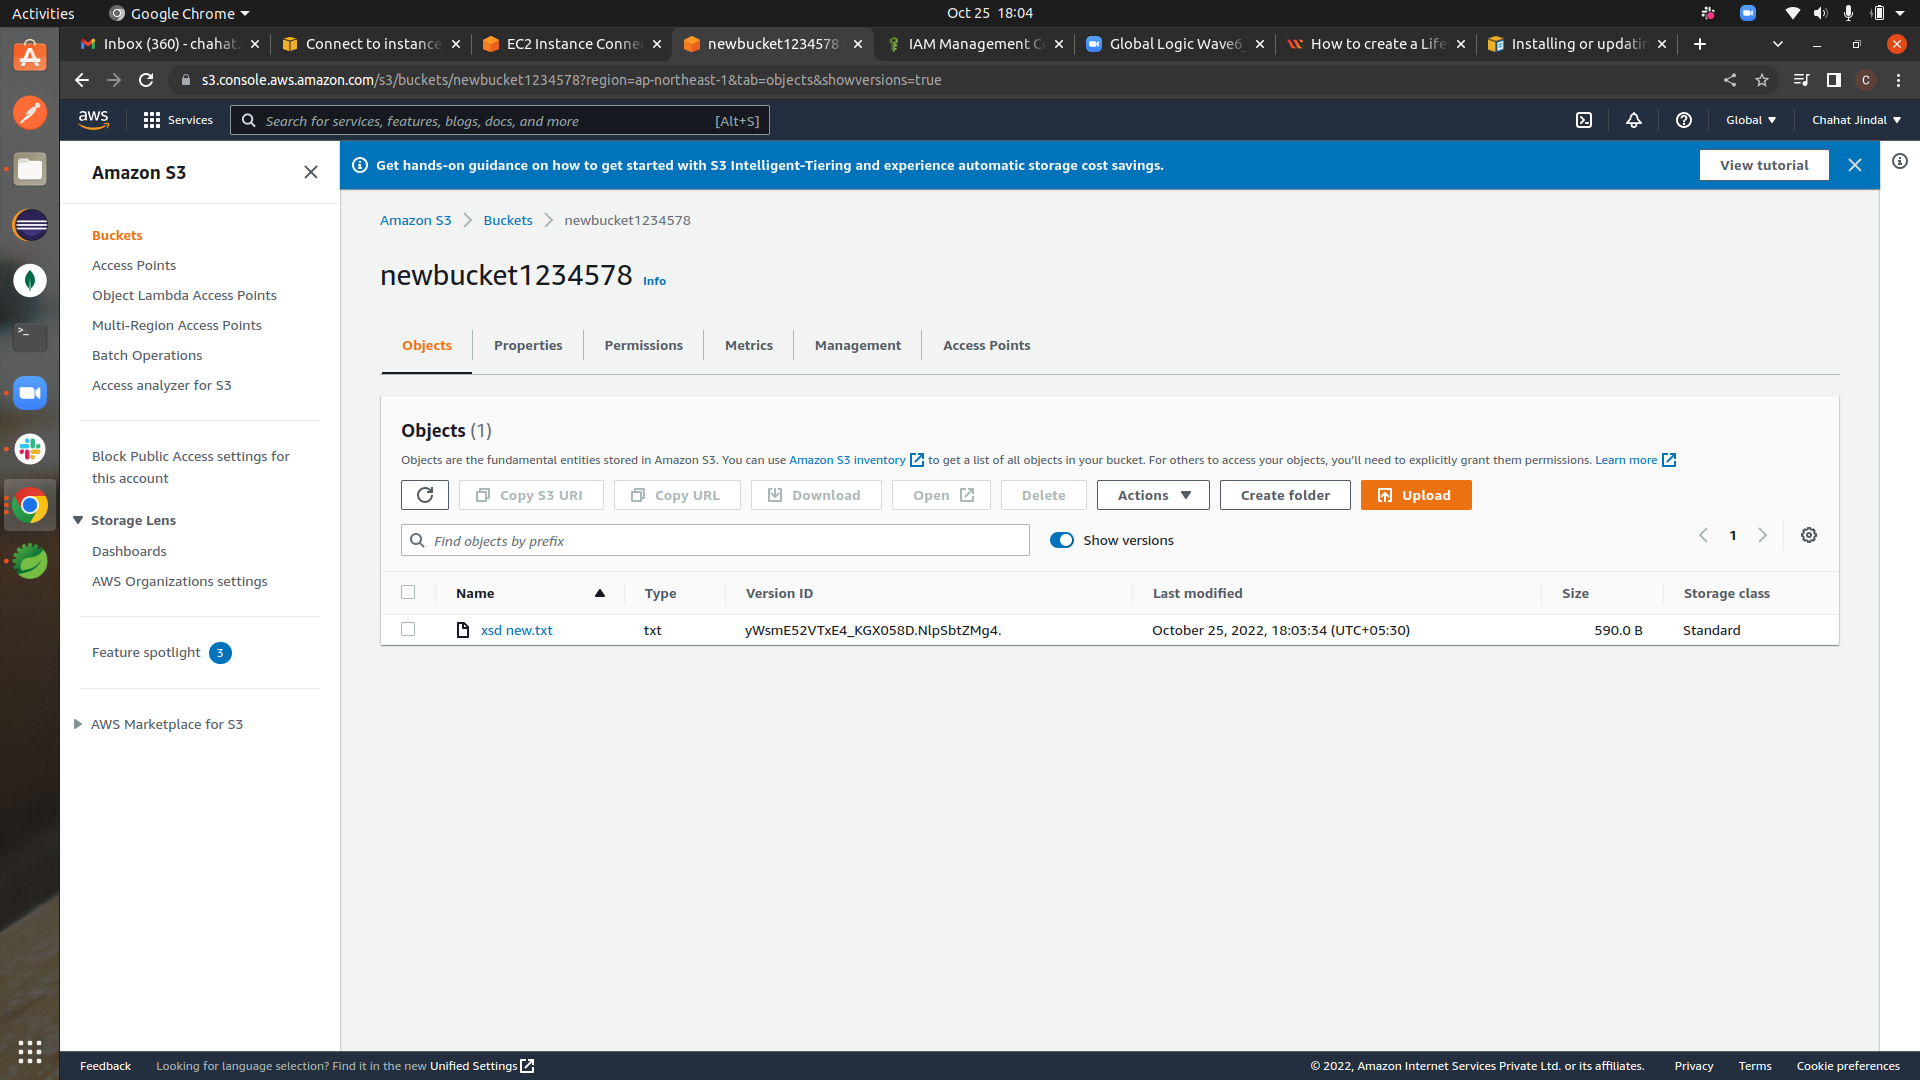 Activities
Google Chrome
Oct 25 18:04
Inbox (360) - chahat
Connect to instance
EC2 Instance Conne
newbucket1234578
IAM Management C
Global Logic Wave6
How to create a Life
Installing or updatin
s3.console.aws.amazon.com/s3/buckets/newbucket1234578?region=ap-northeast-1&tab=objects&showversions=true
C
aws
Services
Search for services, features, blogs, docs, and more
[Alt+S]
Global
Chahat Jindal
Amazon S3
Buckets
Access Points
Object Lambda Access Points
Multi-Region Access Points
Batch Operations
Access analyzer for S3
Block Public Access settings for
this account
Storage Lens
Dashboards
AWS Organizations settings
Feature spotlight 3
AWS Marketplace for S3
Get hands-on guidance on how to get started with S3 Intelligent-Tiering and experience automatic storage cost savings.
View tutorial
Amazon S3 > Buckets > newbucket1234578
newbucket1234578 Info
Objects
Properties
Permissions
Metrics
Management
Access Points
Objects (1)
Objects are the fundamental entities stored in Amazon S3. You can use Amazon S3 inventory to get a list of all objects in your bucket. For others to access your objects, you'll need to explicitly grant them permissions. Learn more
Copy S3 URI
Copy URL
Download
Open
Delete
Actions
Create folder
Upload
Find objects by prefix
Show versions
1
Name Type Version ID Last modified Size Storage class
xsd new.txt txt yWsmE52VTxE4_KGX058D.NlpSbtZMg4. October 25, 2022, 18:03:34 (UTC+05:30) 590.0 B Standard
Feedback
Looking for language selection? Find it in the new Unified Settings
© 2022, Amazon Internet Services Private Ltd. or its affiliates.
Privacy
Terms
Cookie preferences